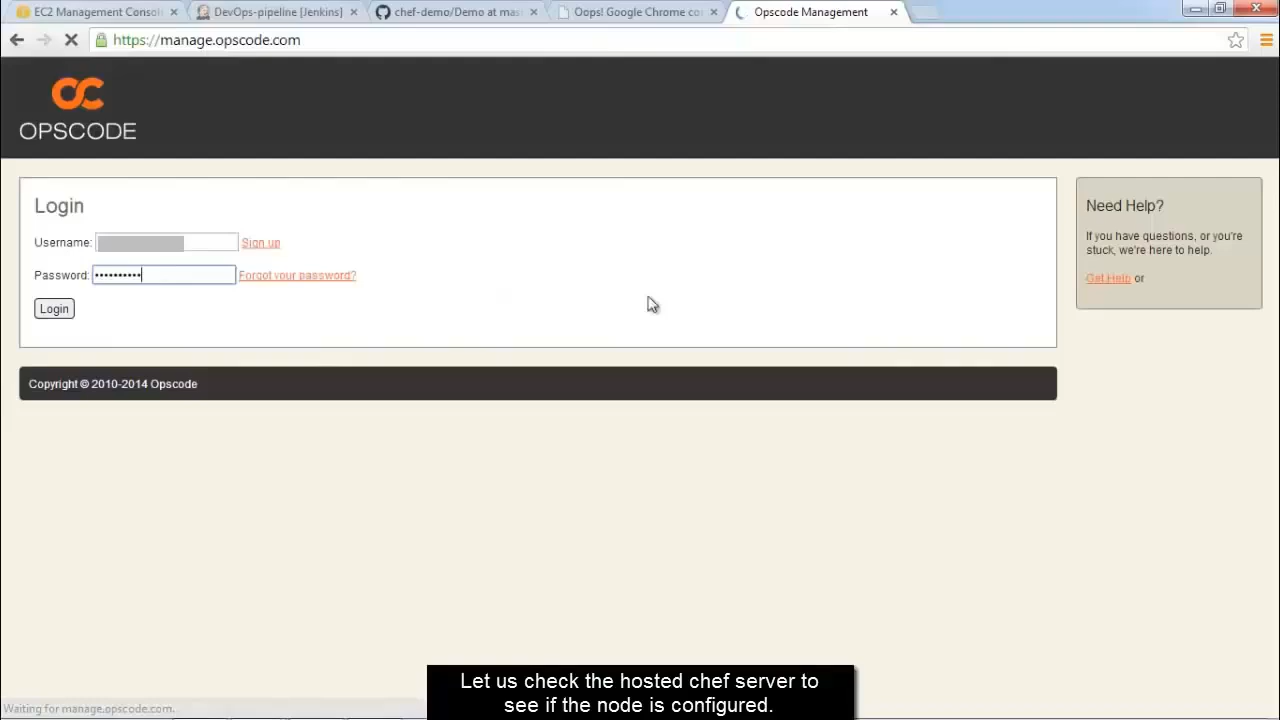 EC2 Management Consol
DevOps-pipeline [Jenkins]
chef-demo/Demo at mas
Oops! Google Chrome co
Opscode Management
https://manage.opscode.com
OC
OPSCODE
Login
Username:
Sign up
Password: ••••••••••
Forgot your password?
Login
Need Help?
If you have questions, or you're
stuck, we're here to help.
Get Help or
Copyright © 2010-2014 Opscode
Let us check the hosted chef server to
see if the node is configured.
Waiting for manage.opscode.com.